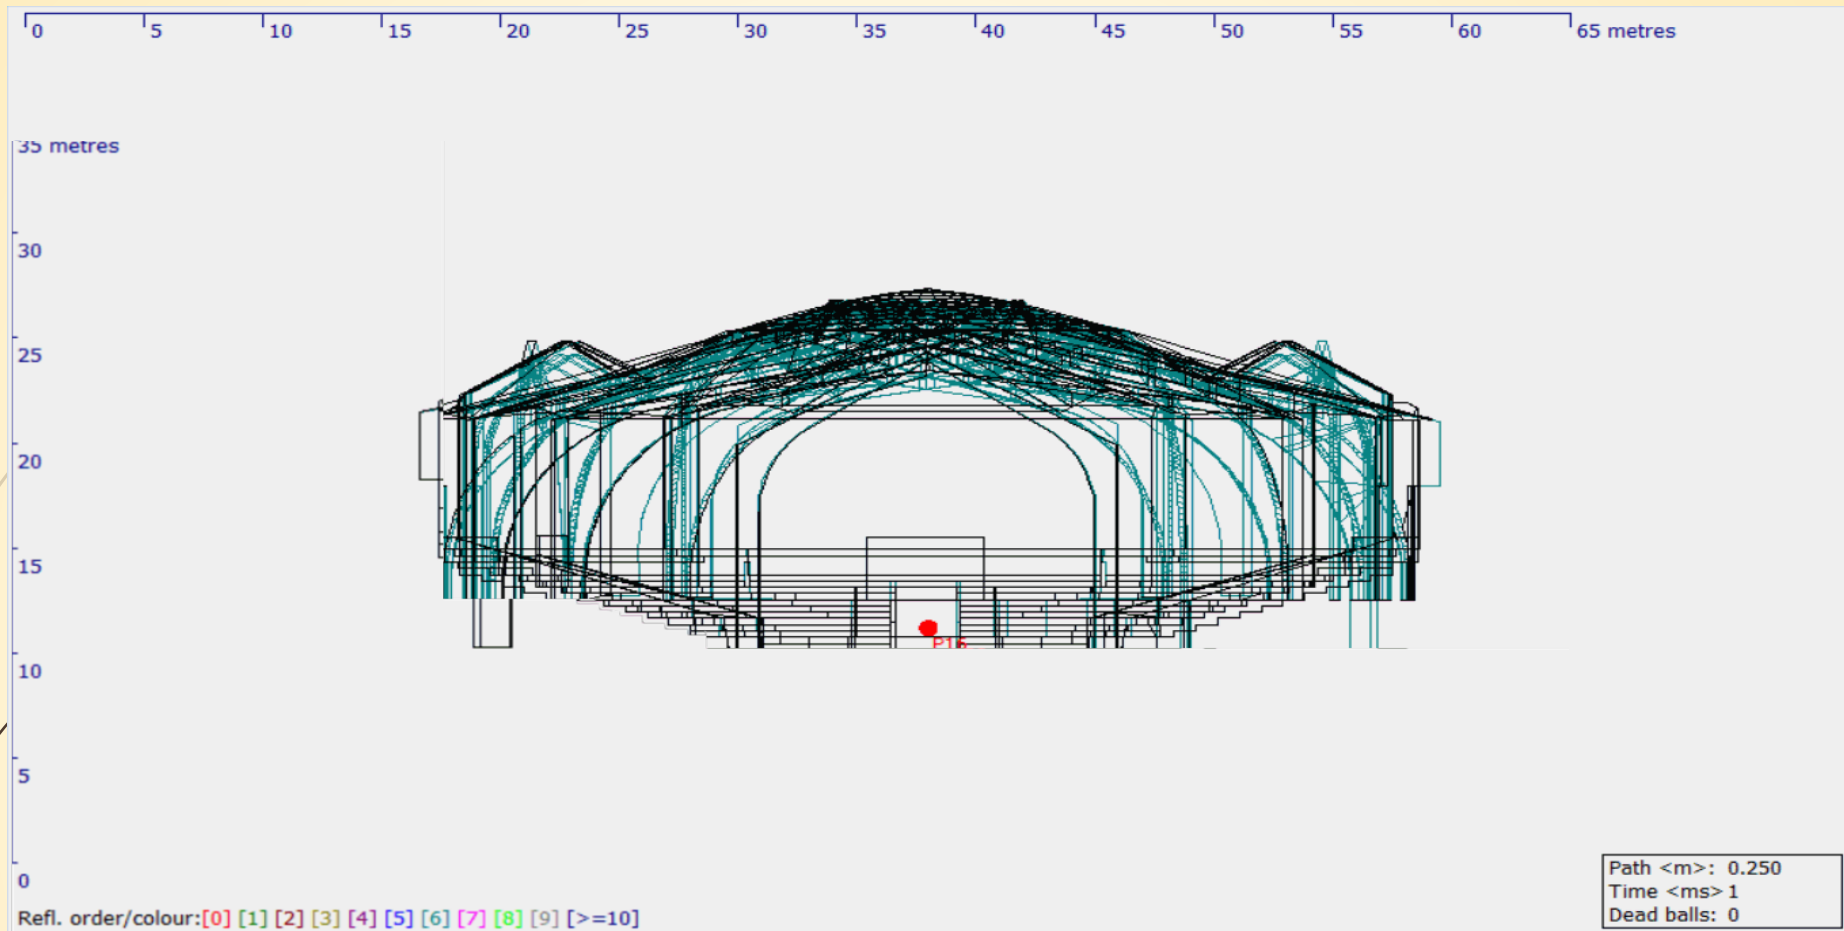 0 5 10 15 20 25 30 35 40 45 50 55 60 65 metres
35 metres
30
25
20
15
10
5
0
P16
Path <m>: 0.250
Time <ms> 1
Dead balls: 0
Refl. order/colour:[0] [1] [2] [3] [4] [5] [6] [7] [8] [9] [>=10]